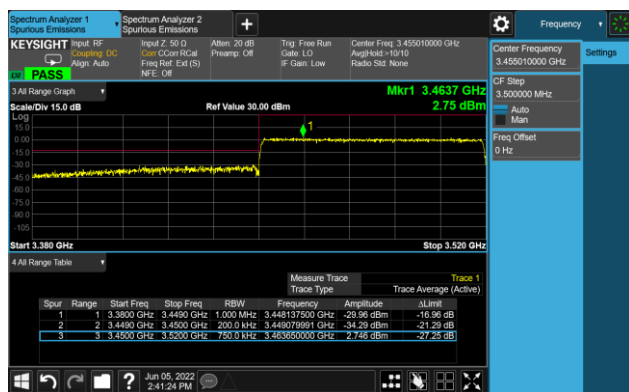 Spectrum Analyzer 1
Spurious Emissions
Spectrum Analyzer 2
Spurious Emissions
+
Frequency
KEYSIGHT
Input: RF
Coupling: DC
Align: Auto
Input Z: 50 Ω
Corr CCorr RCal
Freq Ref: Ext (S)
NFE: Off
Atten: 20 dB
Preamp: Off
Trig: Free Run
Gate: LO
IF Gain: Low
Center Freq: 3.455010000 GHz
Avg|Hold:>10/10
Radio Std: None
PASS
Center Frequency
3.455010000 GHz
Settings
CF Step
3.500000 MHz
Auto
Man
Freq Offset
0 Hz
3 All Range Graph
Mkr1 3.4637 GHz
Scale/Div 15.0 dB
Ref Value 30.00 dBm
2.75 dBm
Log
15.0
0.00
-15.0
-30.0
-45.0
-60.0
-75.0
-90.0
-105
1
Start 3.380 GHz
Stop 3.520 GHz
4 All Range Table
Measure Trace Trace 1
Trace Type Trace Average (Active)
Spur Range Start Freq Stop Freq RBW Frequency Amplitude ΔLimit
1 1 3.3800 GHz 3.4490 GHz 1.000 MHz 3.448137500 GHz -29.96 dBm -16.96 dB
2 2 3.4490 GHz 3.4500 GHz 200.0 kHz 3.449079991 GHz -34.29 dBm -21.29 dB
3 3 3.4500 GHz 3.5200 GHz 750.0 kHz 3.463650000 GHz 2.746 dBm -27.25 dB
?
Jun 05, 2022
2:41:24 PM